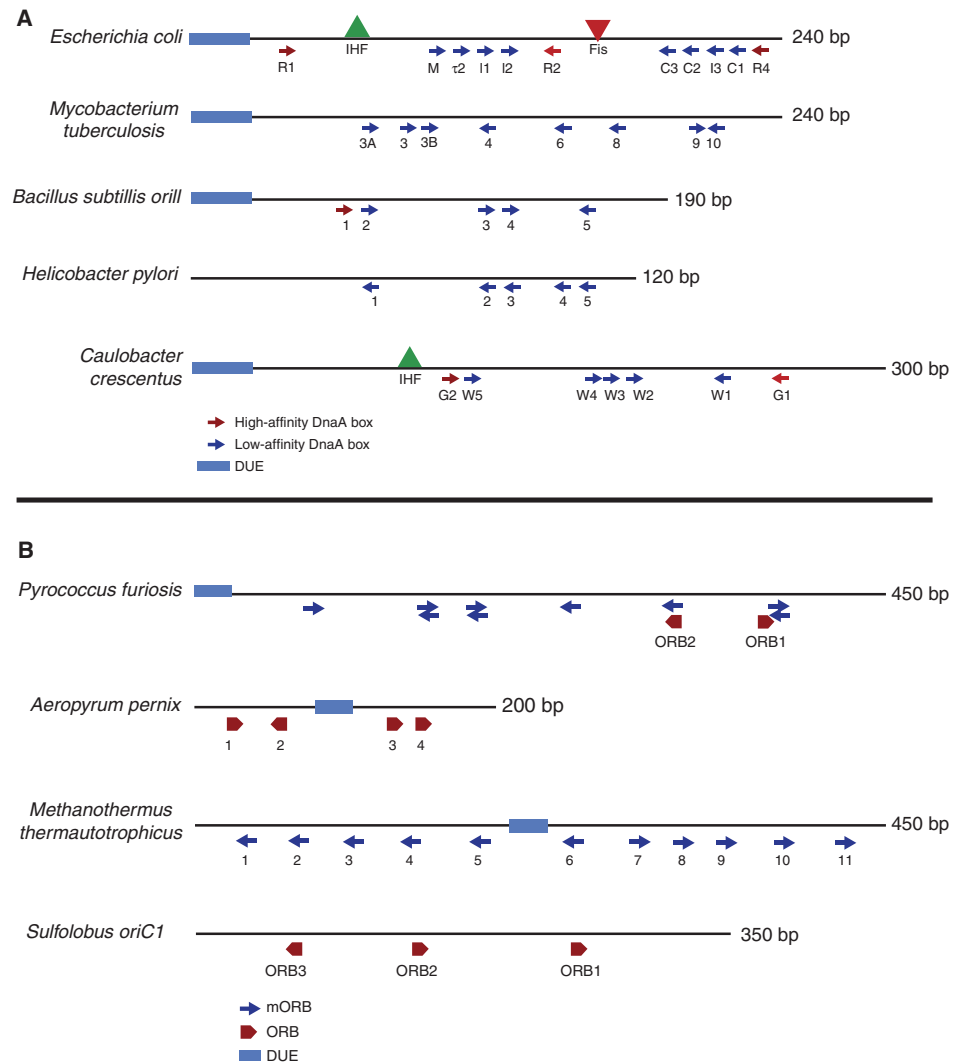 A
Escherichia coli
240 bp
IHF
Fis
R1
M τ2 I1 I2 R2 C3 C2 I3 C1 R4
Mycobacterium
tuberculosis
240 bp
3A 3 3B 4 6 8 9 10
Bacillus subtillis orill
190 bp
1 2 3 4 5
Helicobacter pylori
120 bp
1 2 3 4 5
Caulobacter
crescentus
300 bp
IHF
G2 W5 W4 W3 W2 W1 G1
High-affinity DnaA box
Low-affinity DnaA box
DUE
B
Pyrococcus furiosis
450 bp
ORB2 ORB1
Aeropyrum pernix
200 bp
1 2 3 4
Methanothermus
thermautotrophicus
450 bp
1 2 3 4 5 6 7 8 9 10 11
Sulfolobus oriC1
350 bp
ORB3 ORB2 ORB1
mORB
ORB
DUE